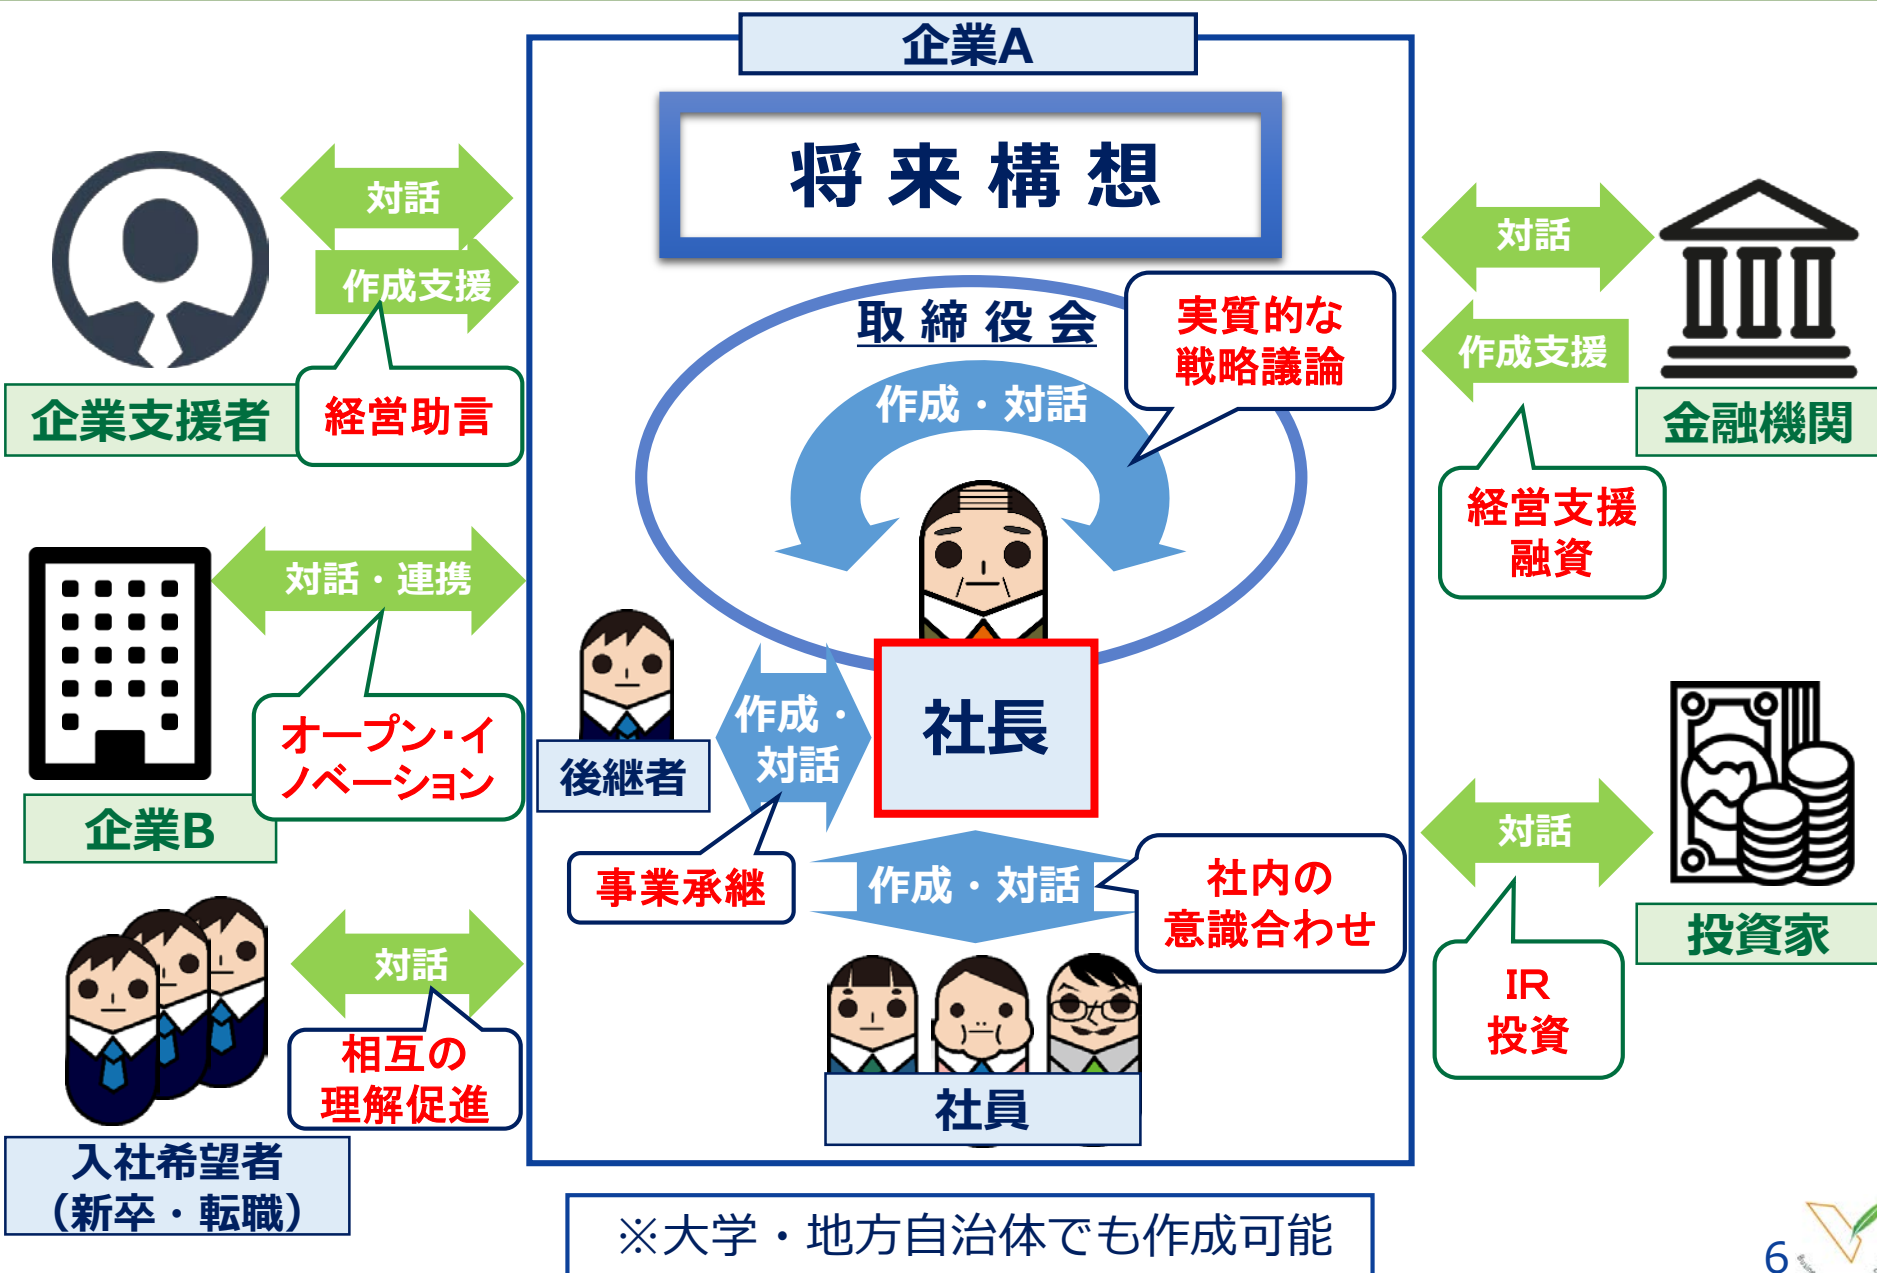 企業A
将来構想
対話
作成支援
経営助言
企業支援者
取締役会
作成・対話
実質的な
戦略議論
対話
作成支援
金融機関
経営支援
融資
対話・連携
オープン・イ
ノベーション
企業B
後継者
作成・
対話
社長
事業承継
作成・対話
社内の
意識合わせ
社員
対話
投資家
IR
投資
対話
相互の
理解促進
入社希望者
（新卒・転職）
※大学・地方自治体でも作成可能
6